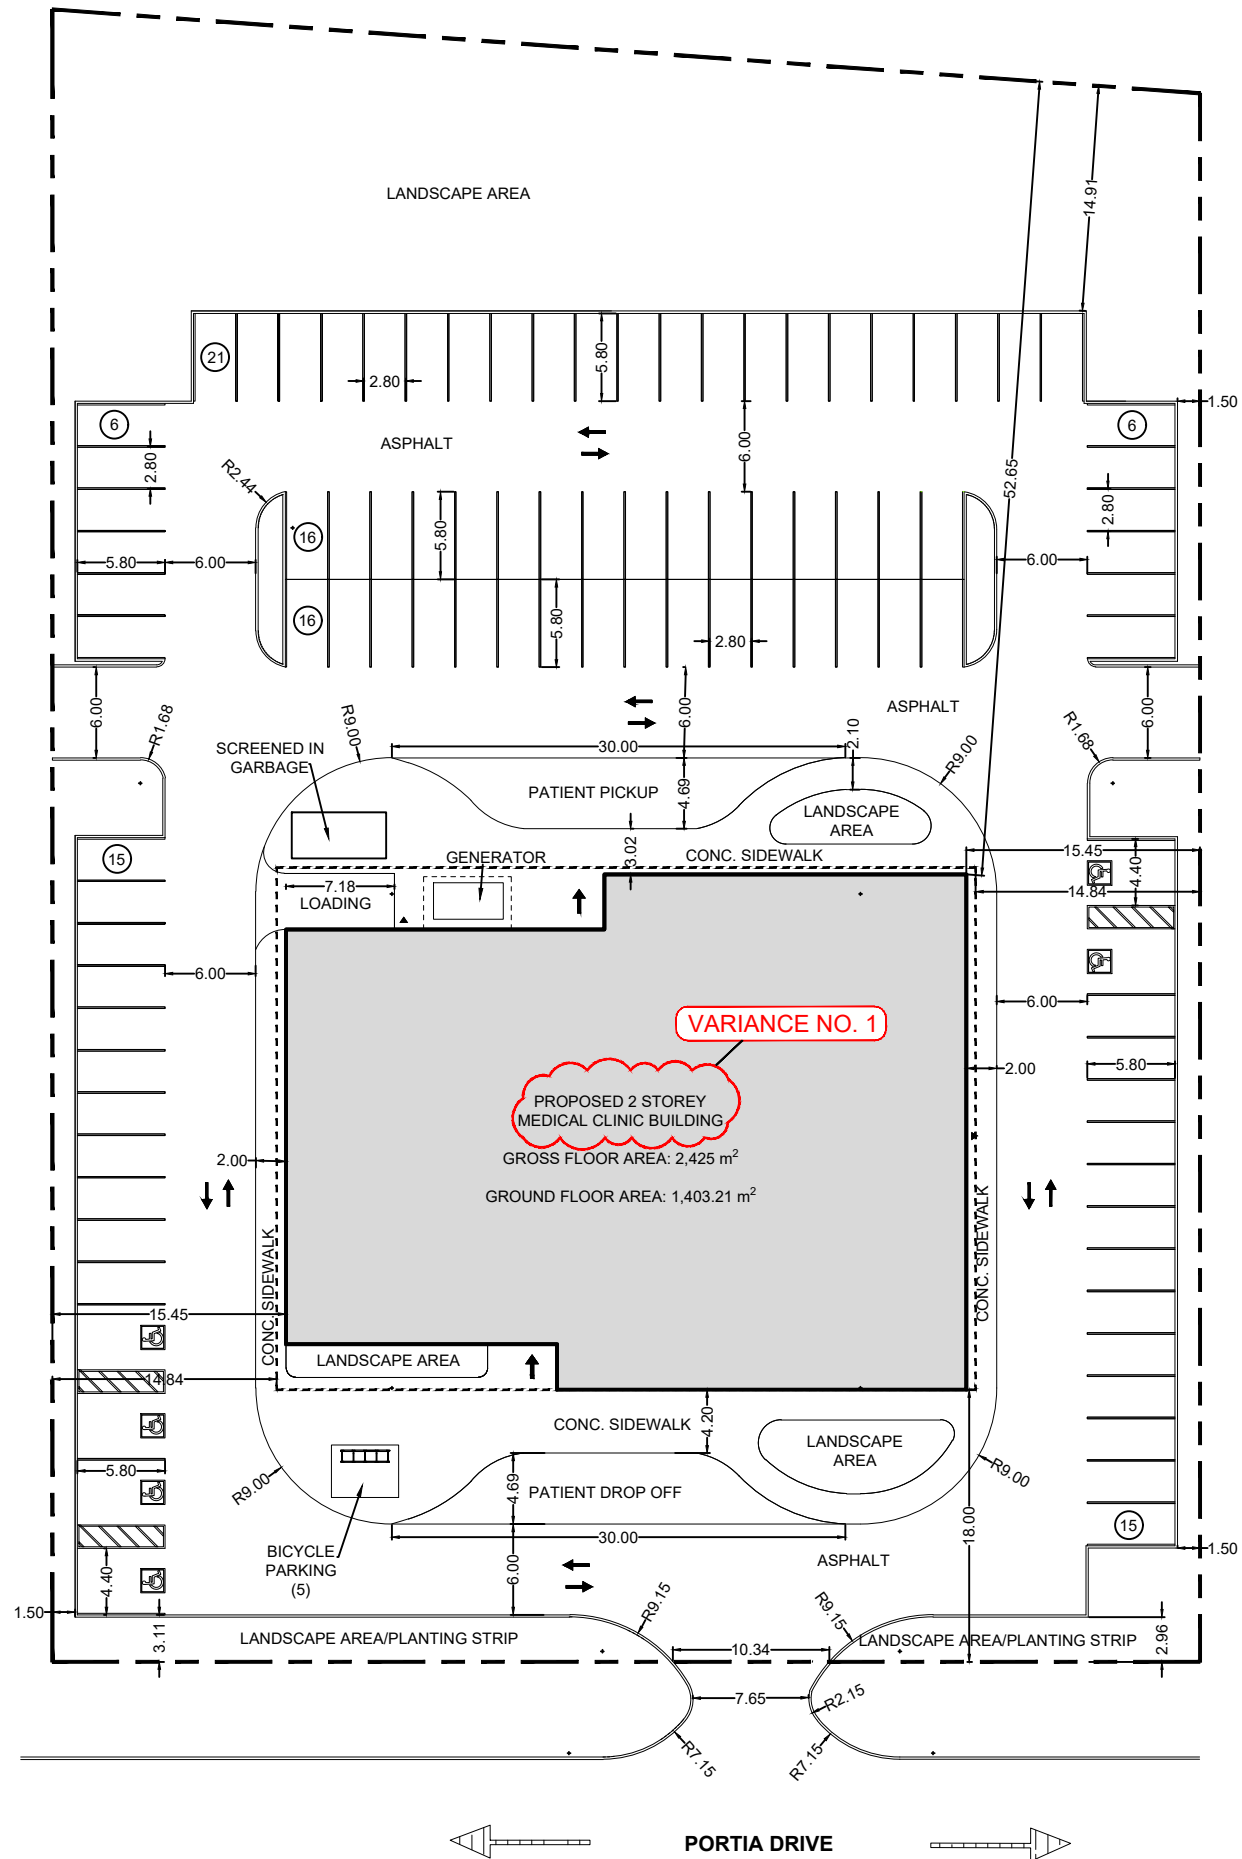 LANDSCAPE AREA
14.91
52.65
21
5.80
2.80
1.50
6
6
ASPHALT
6.00
2.80
R2.44
2.80
16
5.80
5.80
6.00
6.00
16
5.80
2.80
6.00
R1.68
R9.00
6.00
ASPHALT
2.10
R9.00
R1.68
6.00
SCREENED IN
GARBAGE
30.00
PATIENT PICKUP
4.69
LANDSCAPE
AREA
3.02
15
GENERATOR
CONC. SIDEWALK
15.45
4.40
7.18
LOADING
14.84
6.00
6.00
VARIANCE NO. 1
2.00
5.80
PROPOSED 2 STOREY
MEDICAL CLINIC BUILDING
GROSS FLOOR AREA: 2,425 m²
2.00
GROUND FLOOR AREA: 1,403.21 m²
CONC. SIDEWALK
CONC. SIDEWALK
15.45
LANDSCAPE AREA
14.84
4.20
CONC. SIDEWALK
LANDSCAPE
AREA
5.80
R9.00
4.69
PATIENT DROP OFF
R9.00
18.00
15
30.00
BICYCLE
PARKING
(5)
6.00
ASPHALT
1.50
4.40
1.50
3.11
R9.15
R9.15
LANDSCAPE AREA/PLANTING STRIP
LANDSCAPE AREA/PLANTING STRIP
2.96
10.34
7.65
R2.15
R7.15
R7.15
PORTIA DRIVE